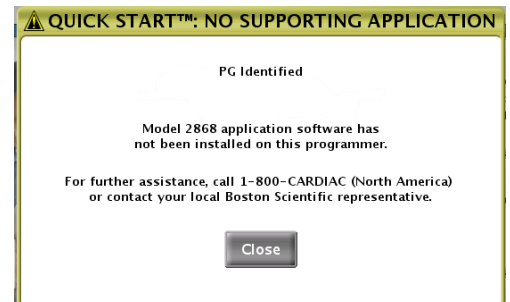 QUICK START™: NO SUPPORTING APPLICATION
PG Identified
Model 2868 application software has
not been installed on this programmer.
For further assistance, call 1-800-CARDIAC (North America)
or contact your local Boston Scientific representative.
Close